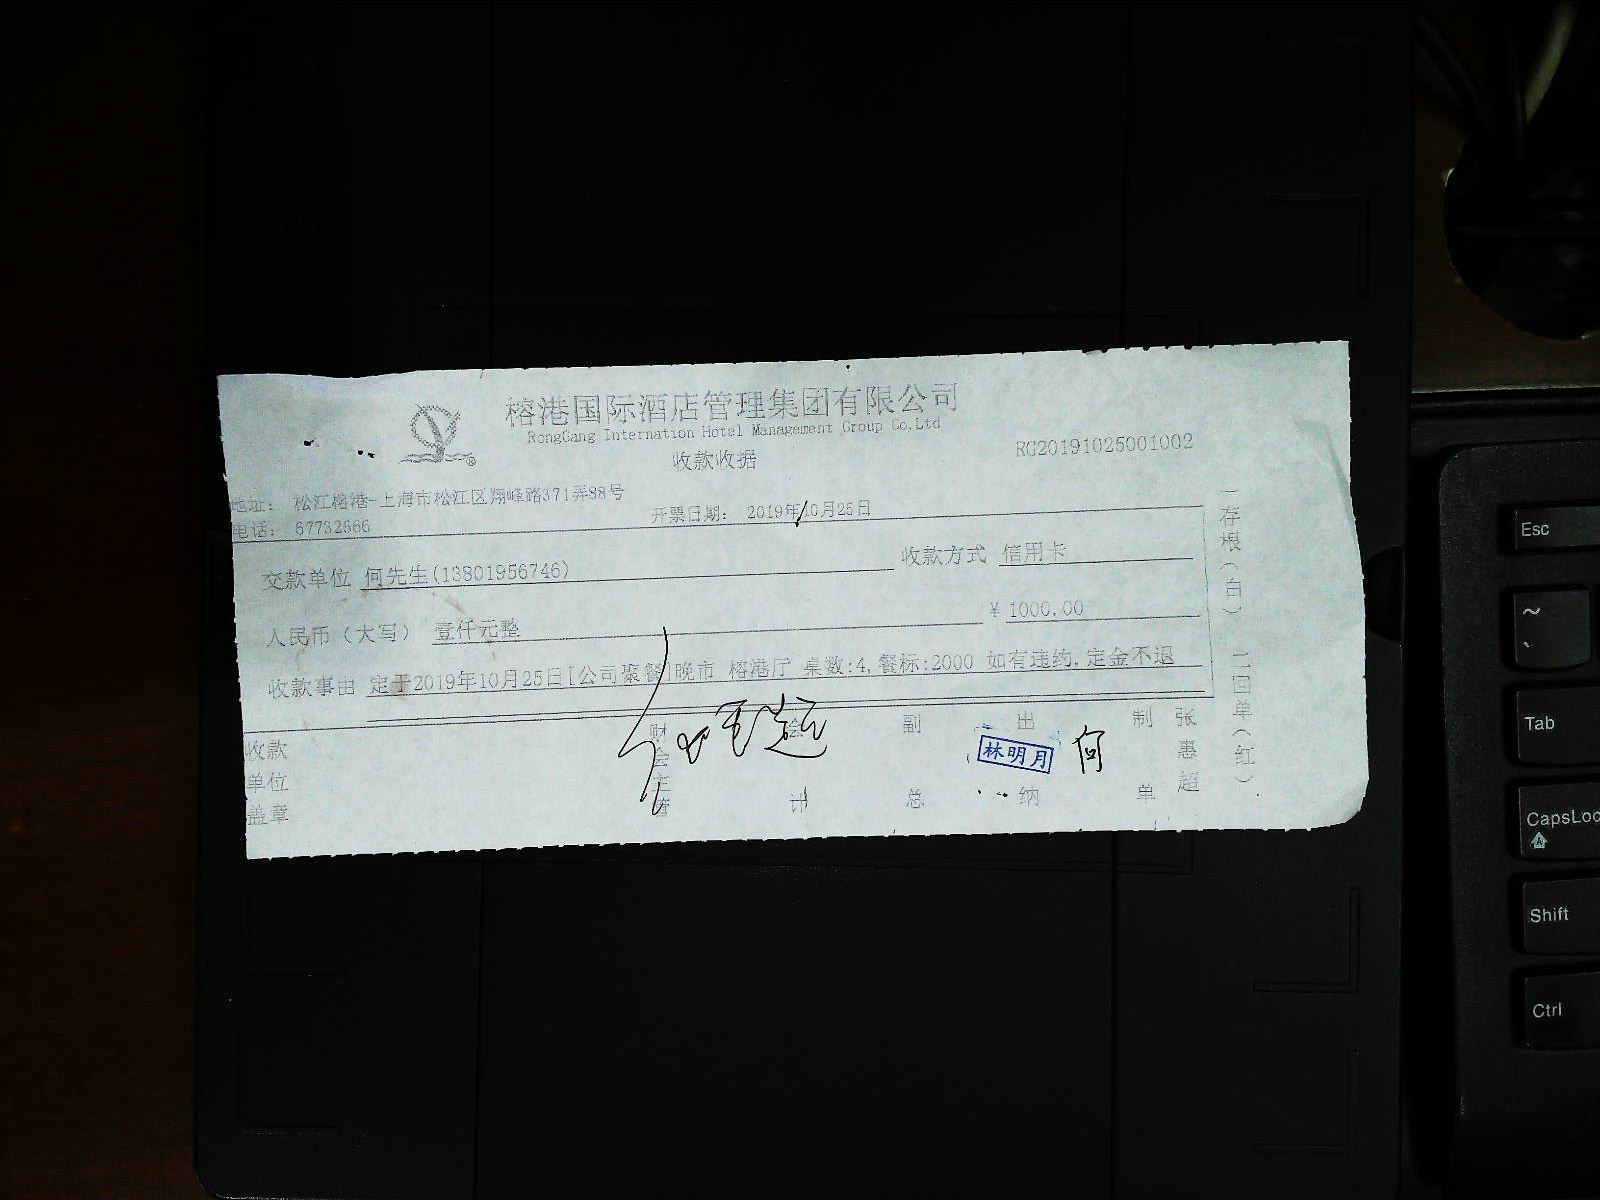 榕港国际酒店管理集团有限公司
RongGang Internation Hotel Management Group Co,Ltd
收款收据
RG20191025001002
地址： 松江榕港-上海市松江区翔峰路371弄88号
电话： 67732666
开票日期： 2019年10月25日
交款单位 何先生(13801956746)
收款方式 信用卡
人民币（大写） 壹仟元整
¥ 1000.00
收款事由 定于2019年10月25日[公司聚餐]晚市 榕港厅 桌数:4,餐标:2000 如有违约,定金不退
收款单位盖章
财会主管
会计
副总
出纳
林明月
何
制单
张惠超
一存根（白） 二回单（红）
Esc
~
Tab
CapsLoc
Shift
Ctrl